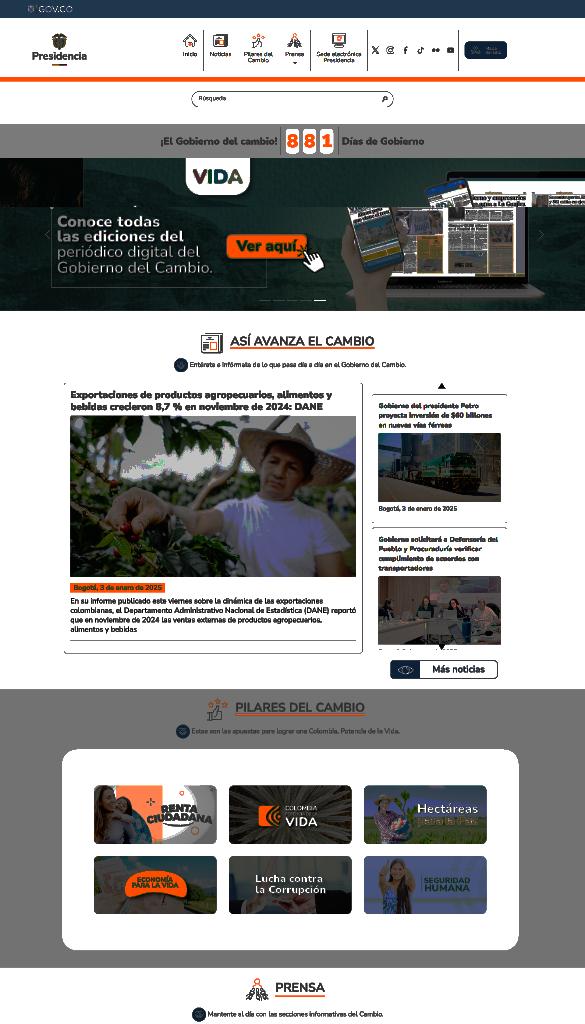 GOV.CO
Presidencia
Inicio
Noticias
Pilares del
Cambio
Prensa
Sede electrónica
Presidencia
Búsqueda
¡El Gobierno del cambio! 881 Días de Gobierno
VIDA
Conoce todas
las ediciones del
periódico digital del
Gobierno del Cambio.
Ver aquí
ASÍ AVANZA EL CAMBIO
Entérate e infórmate de lo que pasa día a día en el Gobierno del Cambio.
Exportaciones de productos agropecuarios, alimentos y
bebidas crecieron 8,7 % en noviembre de 2024: DANE
Bogotá, 3 de enero de 2025
En su informe publicado este viernes sobre la dinámica de las exportaciones
colombianas, el Departamento Administrativo Nacional de Estadística (DANE) reportó
que en noviembre de 2024 las ventas externas de productos agropecuarios,
alimentos y bebidas
Gobierno del presidente Petro
proyecta inversión de $60 billones
en nuevas vías férreas
Bogotá, 3 de enero de 2025
Gobierno solicitará a Defensoría del
Pueblo y Procuraduría verificar
cumplimiento de acuerdos con
transportadores
Más noticias
PILARES DEL CAMBIO
Estas son las apuestas para lograr una Colombia, Potencia de la Vida.
RENTA
CIUDADANA
COLOMBIA
VIDA
Hectáreas
ECONOMÍA
PARA LA VIDA
Lucha contra
la Corrupción
SEGURIDAD
HUMANA
PRENSA
Mantente al día con las secciones informativas del Cambio.